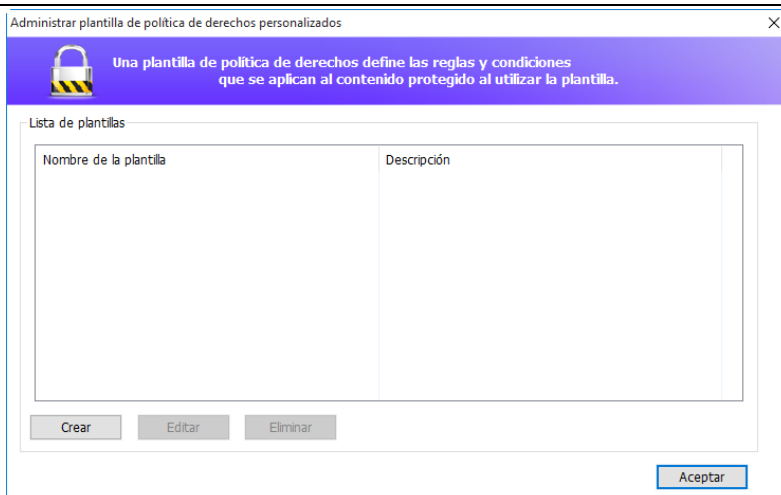 Administrar plantilla de política de derechos personalizados
Una plantilla de política de derechos define las reglas y condiciones
que se aplican al contenido protegido al utilizar la plantilla.
Lista de plantillas
Nombre de la plantilla Descripción
Crear Editar Eliminar
Aceptar